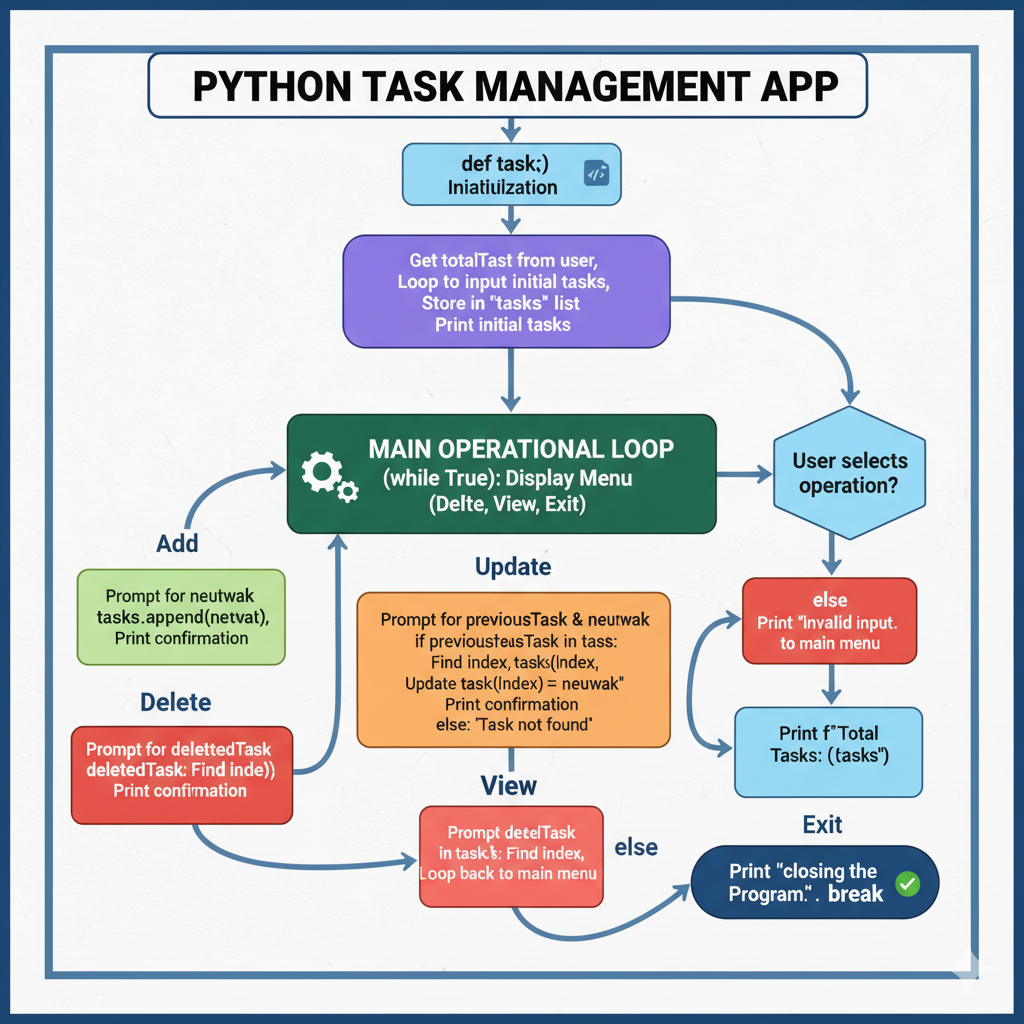 PYTHON TASK MANAGEMENT APP
def task;)
Iniatiulization
</>
Get totalTast from user,
Loop to input initial tasks,
Store in "tasks" list
Print initial tasks
MAIN OPERATIONAL LOOP
(while True): Display Menu
(Delte, View, Exit)
User selects
operation?
Add
Prompt for neutwak
tasks.append(netvat),
Print confirmation
Update
Prompt for previousTask & neutwak
if previousteasTask in tass:
Find index, tasks(Index,
Update task(Index) = neuwak"
Print confirmation
else: "Task not found"
else
Print "invalid input.
to main menu
Delete
Prompt for delettedTask
deletedTask: Find inde))
Print confirmation
Print f"Total
Tasks: (tasks")
View
Prompt detelTask
in task's: Find index,
Loop back to main menu
else
Exit
Print "closing the
Program.". break